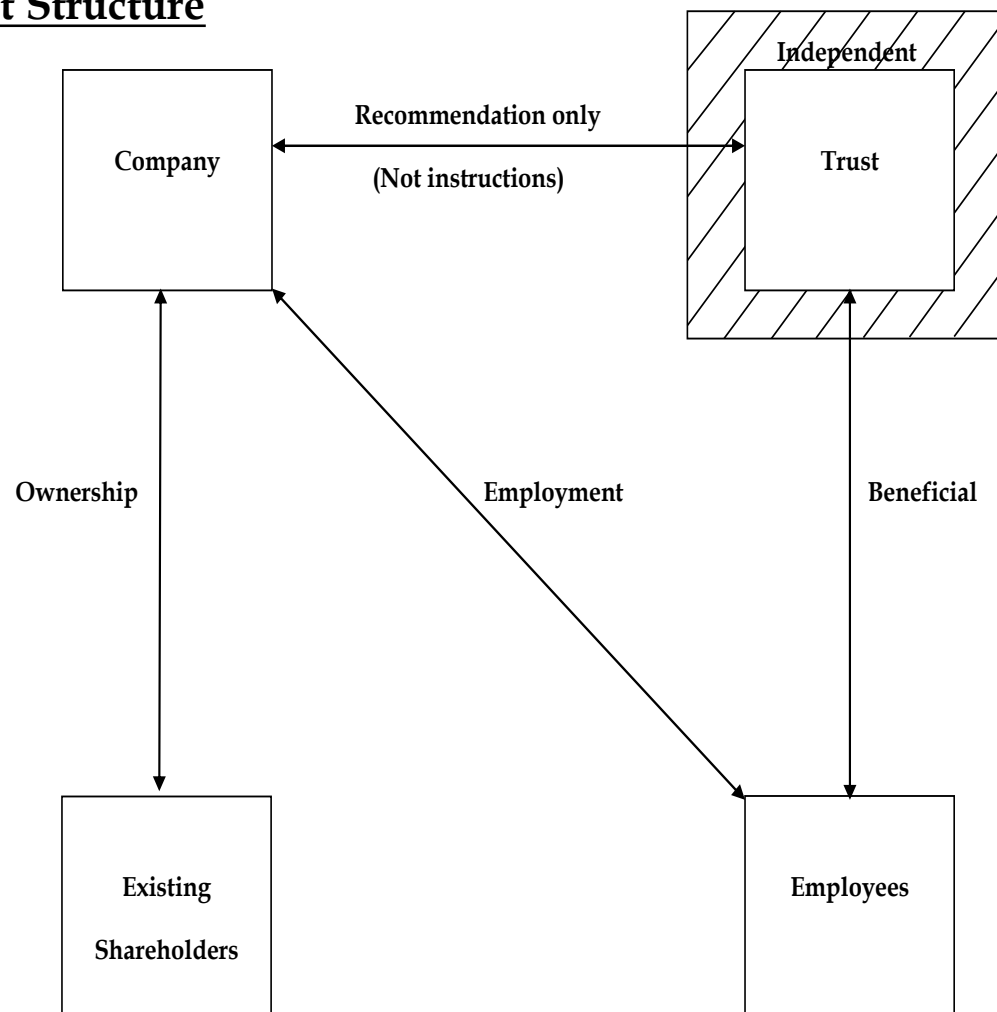 t Structure
Independent
Recommendation only
Company
Trust
(Not instructions)
Ownership
Employment
Beneficial
Existing
Shareholders
Employees